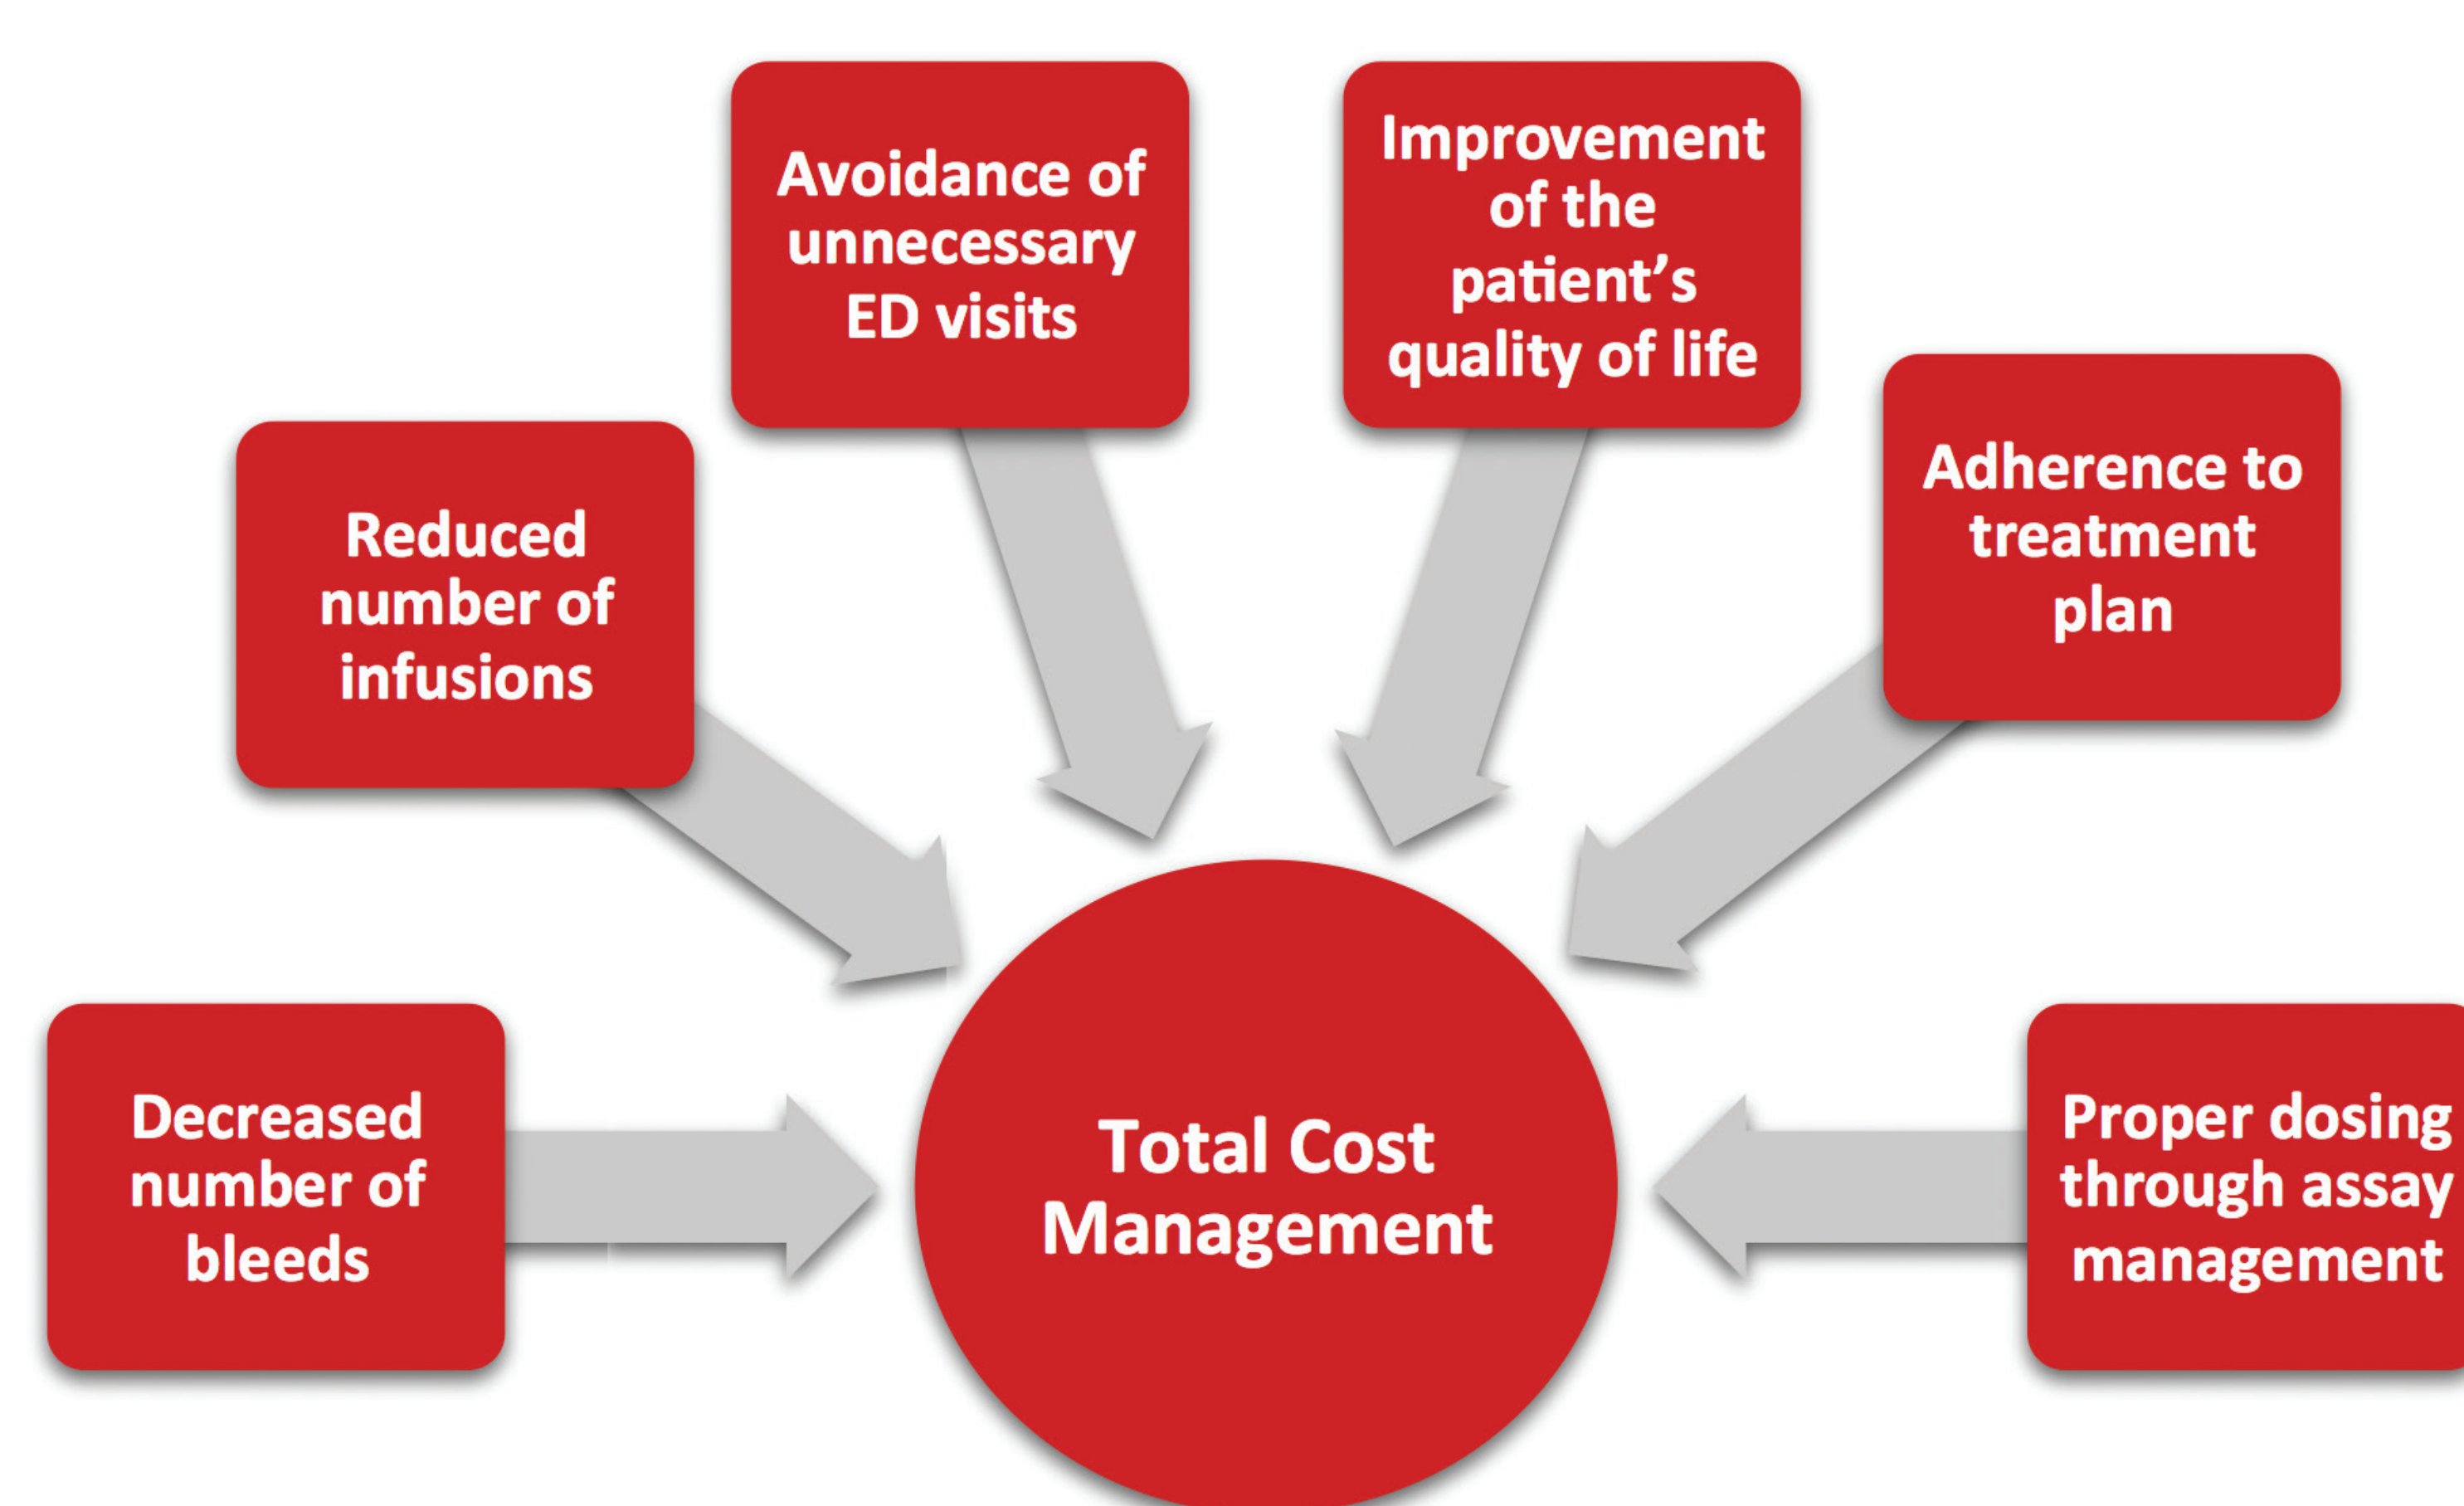 Avoidance of
unnecessary
ED visits
Improvement
of the
patient’s
quality of life
Reduced
number of
infusions
Adherence to
treatment
plan
Decreased
number of
bleeds
Total Cost
Management
Proper dosing
through assay
management